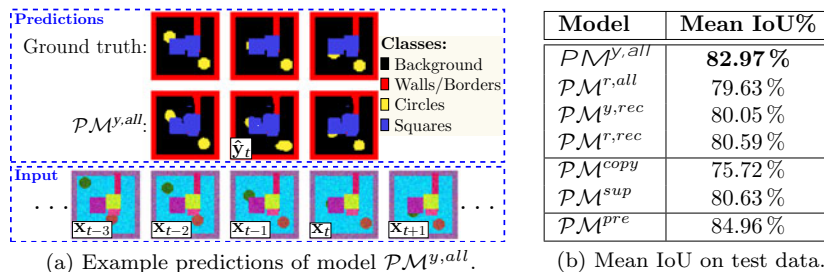 Predictions
Ground truth:
Classes:
Background
Walls/Borders
Circles
Squares
PM^{y,all}:
ŷ_t
Input
. . . x_{t−3} x_{t−2} x_{t−1} x_t x_{t+1} . . .
(a) Example predictions of model PM^{y,all}.
Model Mean IoU%
PM^{y,all} 82.97 %
PM^{r,all} 79.63 %
PM^{y,rec} 80.05 %
PM^{r,rec} 80.59 %
PM^{copy} 75.72 %
PM^{sup} 80.63 %
PM^{pre} 84.96 %
(b) Mean IoU on test data.